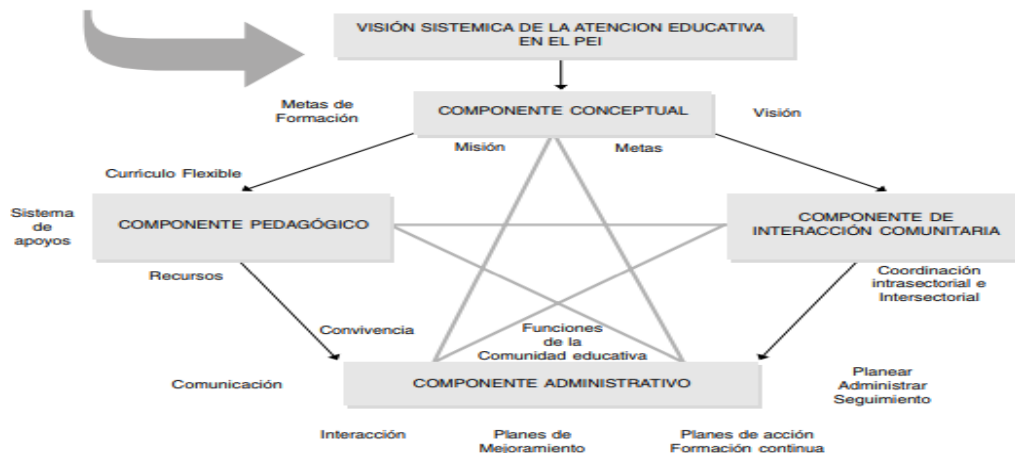 VISIÓN SISTEMICA DE LA ATENCION EDUCATIVA
EN EL PEI
Metas de
Formación
COMPONENTE CONCEPTUAL
Visión
Misión
Metas
Curriculo Flexible
Sistema
de
apoyos
COMPONENTE PEDAGÓGICO
COMPONENTE DE
INTERACCIÓN COMUNITARIA
Recursos
Coordinación
intrasectorial e
Intersectorial
Convivencia
Funciones
de la
Comunidad educativa
Comunicación
COMPONENTE ADMINISTRATIVO
Planear
Administrar
Seguimiento
Interacción
Planes de
Mejoramiento
Planes de acción
Formación continua